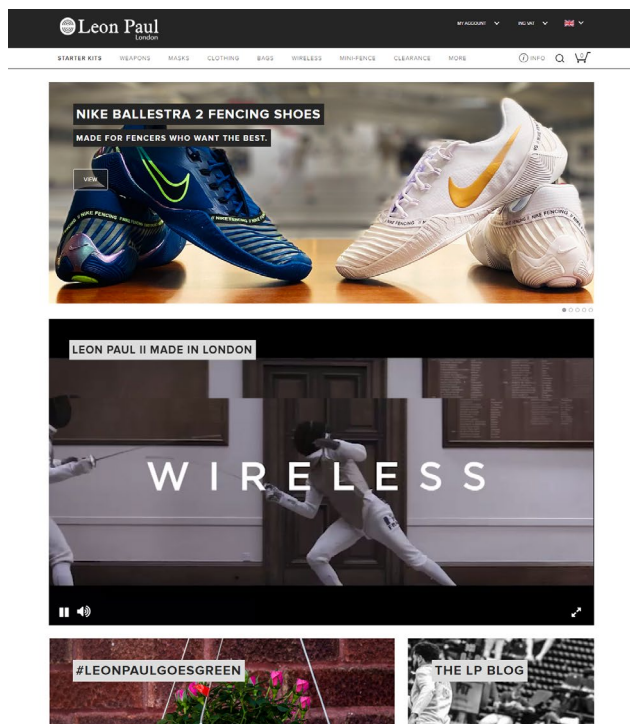 Leon Paul
London
MY ACCOUNT
INC VAT
STARTER KITS WEAPONS MASKS CLOTHING BAGS WIRELESS MINI-FENCE CLEARANCE MORE
INFO
NIKE BALLESTRA 2 FENCING SHOES
MADE FOR FENCERS WHO WANT THE BEST.
VIEW
LEON PAUL II MADE IN LONDON
WIRELESS
#LEONPAULGOESGREEN
THE LP BLOG